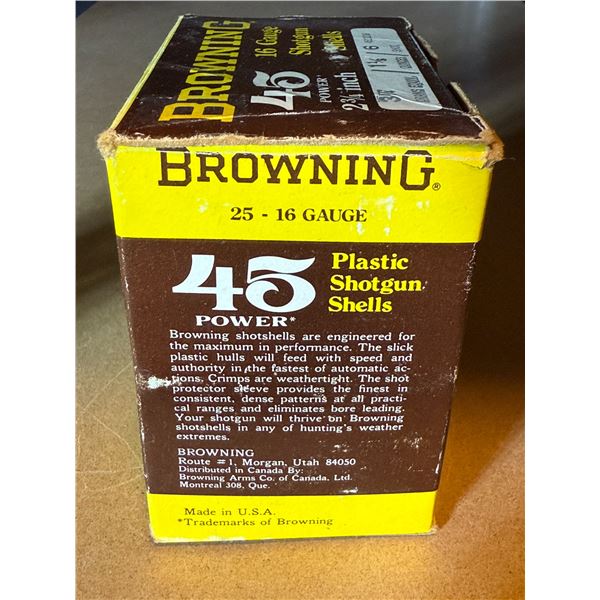 BROWNING
16 Gauge
Shotgun
Shells
45
POWER*
2¾ inch
3¼
1⅛
6
BROWNING®
25 - 16 GAUGE
45
POWER*
Plastic
Shotgun
Shells
Browning shotshells are engineered for
the maximum in performance. The slick
plastic hulls will feed with speed and
authority in the fastest of automatic ac-
tions. Crimps are weathertight. The shot
protector sleeve provides the finest in
consistent, dense patterns at all practi-
cal ranges and eliminates bore leading.
Your shotgun will thrive on Browning
shotshells in any of hunting's weather
extremes.
BROWNING
Route #1, Morgan, Utah 84050
Distributed in Canada By:
Browning Arms Co. of Canada, Ltd.
Montreal 308, Que.
Made in U.S.A.
*Trademarks of Browning